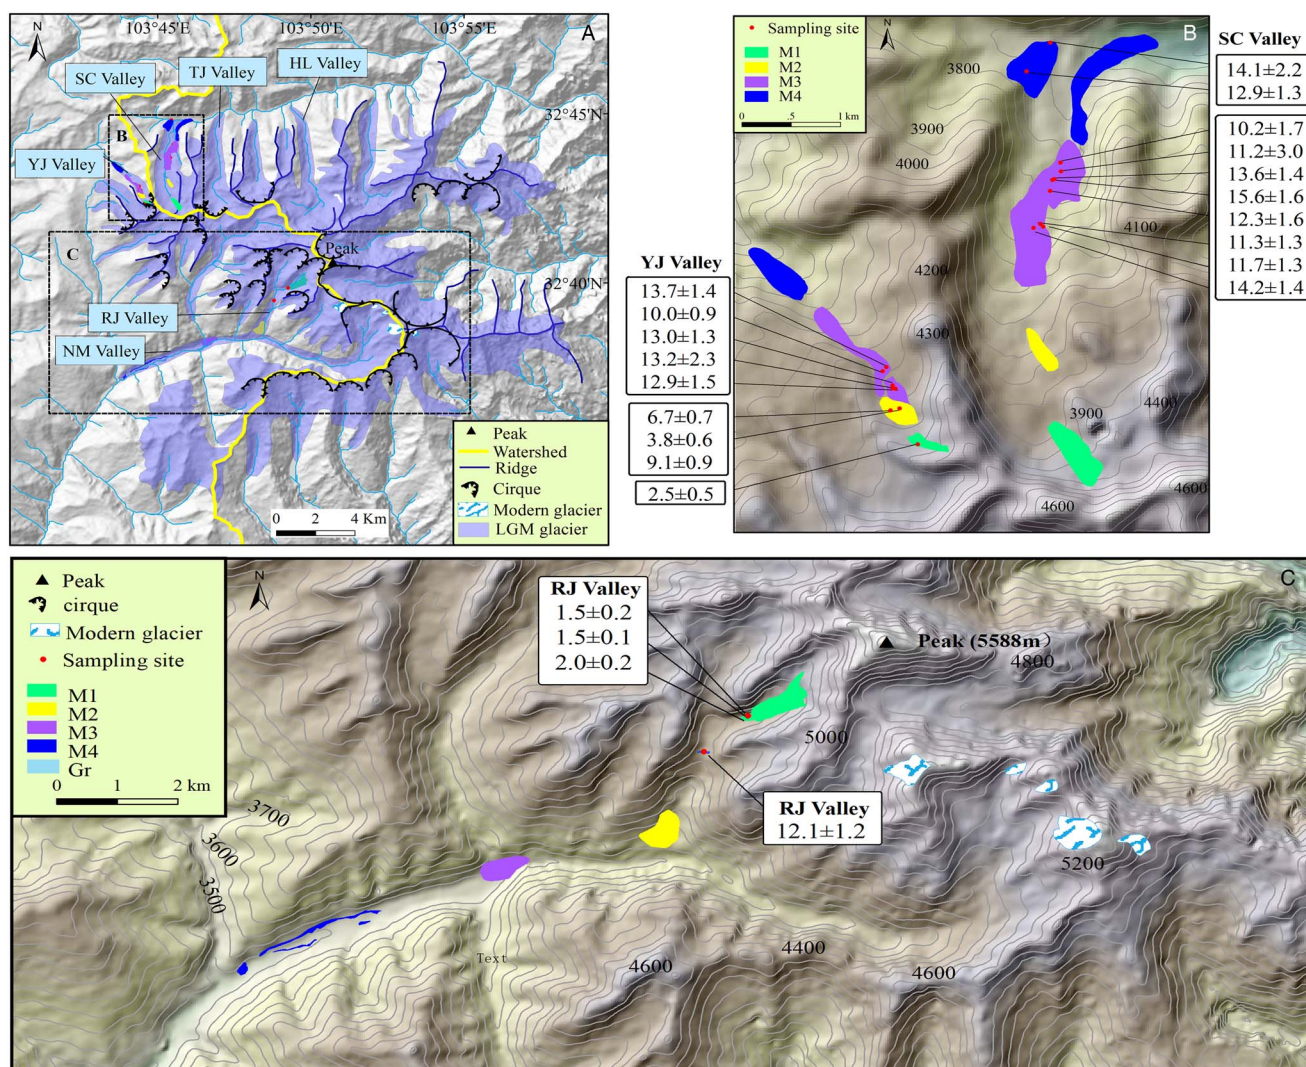 103°45'E
103°50'E
103°55'E
N
A
SC Valley
TJ Valley
HL Valley
32°45'N
B
YJ Valley
C
Peak
32°40'N
RJ Valley
NM Valley
Peak
Watershed
Ridge
Cirque
Modern glacier
LGM glacier
0 2 4 Km
Sampling site
M1
M2
M3
M4
0 .5 1 km
N
B
3800
3900
4000
4100
4200
4300
3900
4400
4600
4600
SC Valley
14.1±2.2
12.9±1.3
10.2±1.7
11.2±3.0
13.6±1.4
15.6±1.6
12.3±1.6
11.3±1.3
11.7±1.3
14.2±1.4
YJ Valley
13.7±1.4
10.0±0.9
13.0±1.3
13.2±2.3
12.9±1.5
6.7±0.7
3.8±0.6
9.1±0.9
2.5±0.5
Peak
cirque
Modern glacier
Sampling site
M1
M2
M3
M4
Gr
0 1 2 km
N
C
RJ Valley
1.5±0.2
1.5±0.1
2.0±0.2
Peak (5588m)
4800
5000
RJ Valley
12.1±1.2
5200
3700
3600
3500
Text
4600
4400
4600